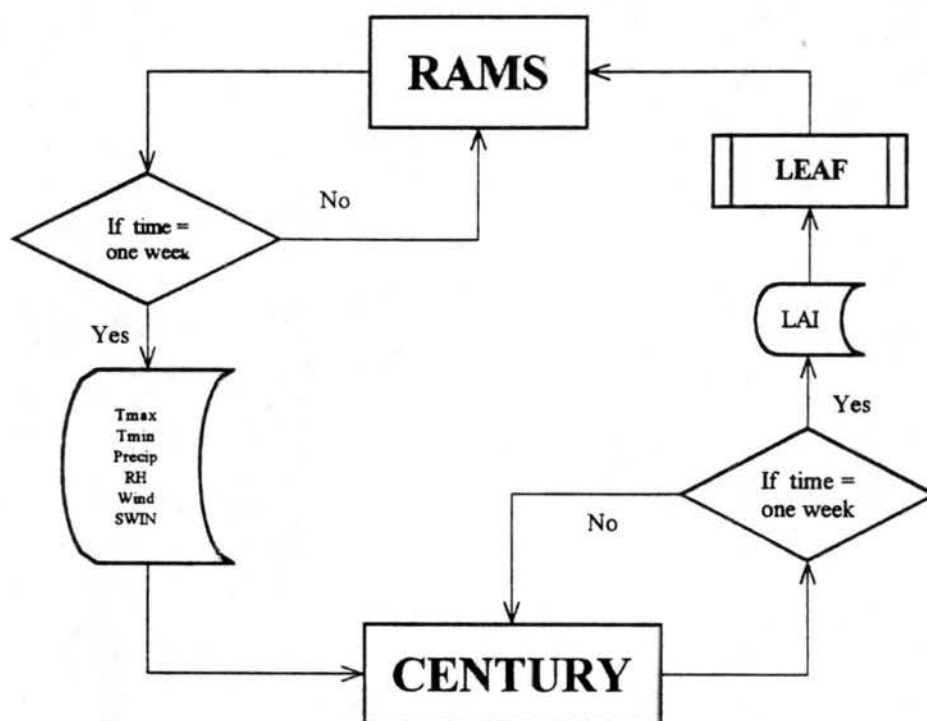 RAMS
LEAF
No
If time =
one week
LAI
Yes
Yes
Tmax
Tmin
Precip
RH
Wind
SWIN
If time =
one week
No
CENTURY